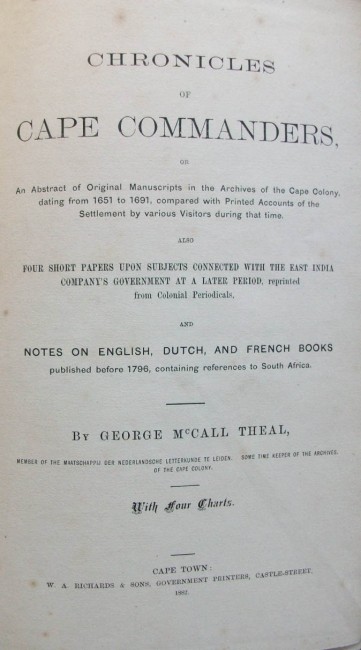 CHRONICLES
OF
CAPE COMMANDERS,
OR
An Abstract of Original Manuscripts in the Archives of the Cape Colony,
dating from 1651 to 1691, compared with Printed Accounts of the
Settlement by various Visitors during that time.
ALSO
FOUR SHORT PAPERS UPON SUBJECTS CONNECTED WITH THE EAST INDIA
COMPANY'S GOVERNMENT AT A LATER PERIOD, reprinted
from Colonial Periodicals,
AND
NOTES ON ENGLISH, DUTCH, AND FRENCH BOOKS
published before 1796, containing references to South Africa.
BY GEORGE McCALL THEAL,
MEMBER OF THE MAATSCHAPPIJ DER NEDERLANDSCHE LETTERKUNDE TE LEIDEN. SOME TIME KEEPER OF THE ARCHIVES
OF THE CAPE COLONY.
With Four Charts.
CAPE TOWN:
W. A. RICHARDS & SONS, GOVERNMENT PRINTERS, CASTLE-STREET.
1882.